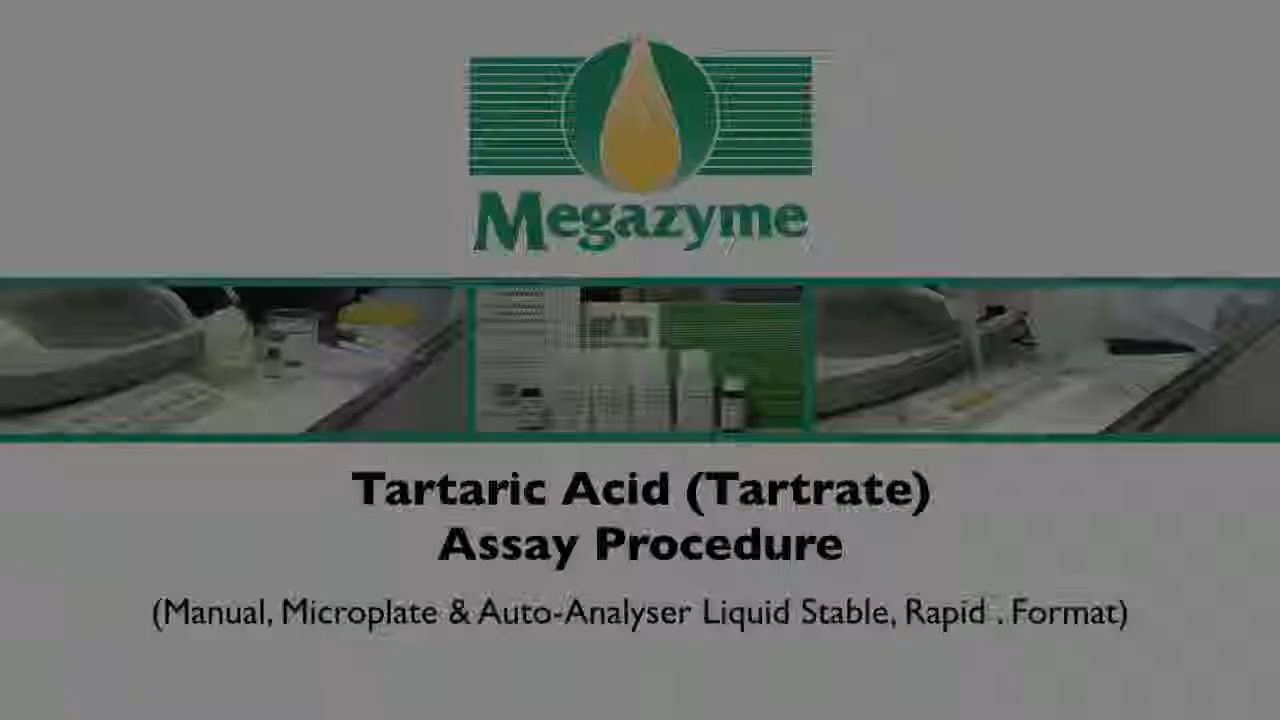 Megazyme
Tartaric Acid (Tartrate)
Assay Procedure
(Manual, Microplate & Auto-Analyser Liquid Stable, Rapid . Format)